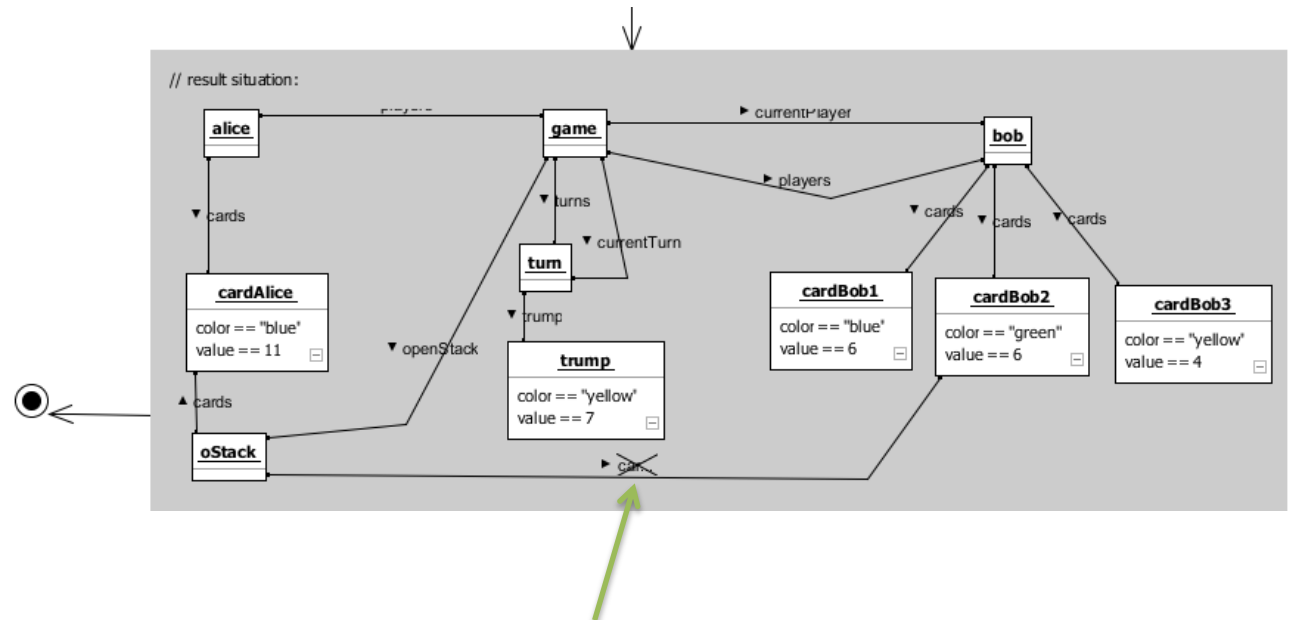 // result situation:
▶ currentPlayer
alice
game
bob
▶ players
▼ turns
▼ cards
▼ cards
▼ cards
▼ cards
▼ currentTurn
turn
cardAlice
color == "blue"
value == 11
▼ trump
cardBob1
color == "blue"
value == 6
cardBob2
color == "green"
value == 6
cardBob3
color == "yellow"
value == 4
▼ openStack
trump
color == "yellow"
value == 7
▲ cards
oStack
▶ car...